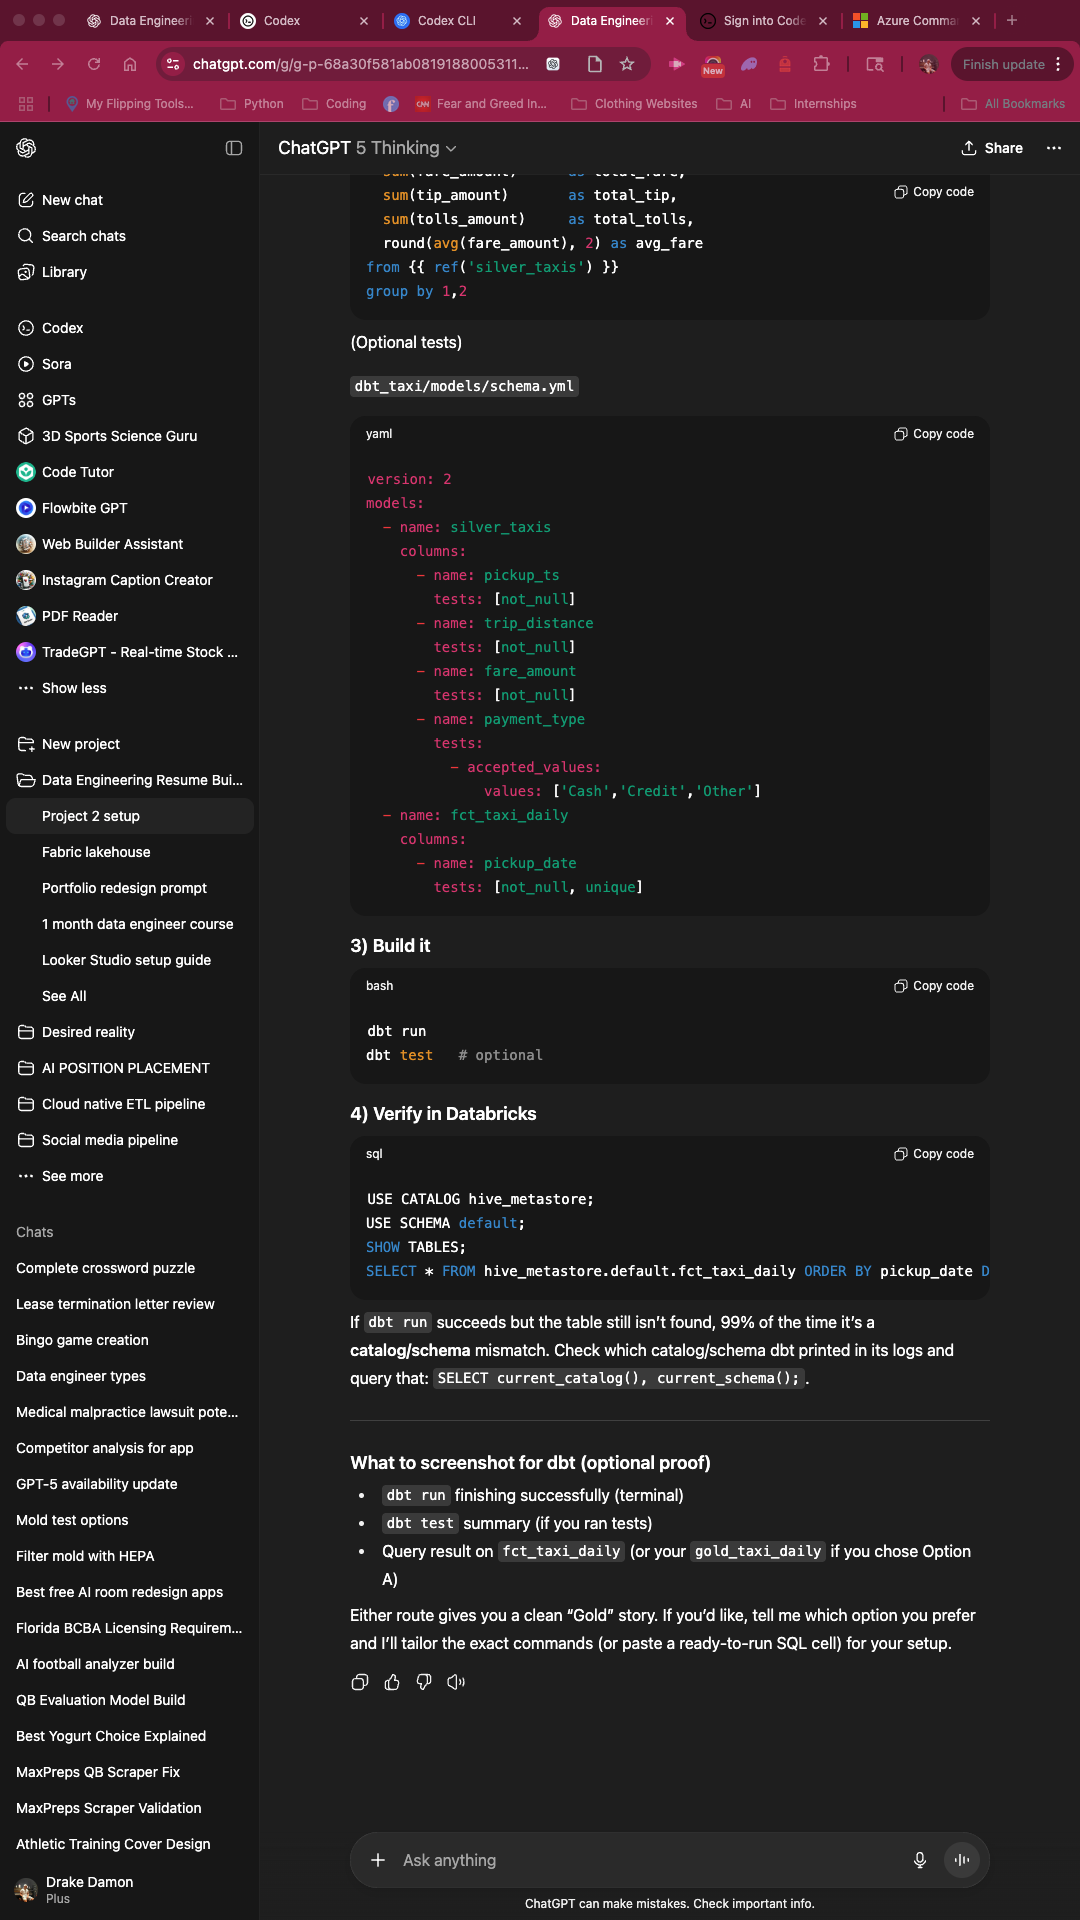 Data Engineeri
Codex
Codex CLI
Data Engineeri
Sign into Code
Azure Comma
chatgpt.com/g/g-p-68a30f581ab0819188005311...
New
Finish update
My Flipping Tools...
Python
Coding
CNN
Fear and Greed In...
Clothing Websites
AI
Internships
All Bookmarks
ChatGPT 5 Thinking
Share
New chat
Search chats
Library
Codex
Sora
GPTs
3D Sports Science Guru
Code Tutor
Flowbite GPT
Web Builder Assistant
Instagram Caption Creator
PDF Reader
TradeGPT - Real-time Stock ...
Show less
New project
Data Engineering Resume Bui...
Project 2 setup
Fabric lakehouse
Portfolio redesign prompt
1 month data engineer course
Looker Studio setup guide
See All
Desired reality
AI POSITION PLACEMENT
Cloud native ETL pipeline
Social media pipeline
See more
Chats
Complete crossword puzzle
Lease termination letter review
Bingo game creation
Data engineer types
Medical malpractice lawsuit pote...
Competitor analysis for app
GPT-5 availability update
Mold test options
Filter mold with HEPA
Best free AI room redesign apps
Florida BCBA Licensing Requirem...
AI football analyzer build
QB Evaluation Model Build
Best Yogurt Choice Explained
MaxPreps QB Scraper Fix
MaxPreps Scraper Validation
Athletic Training Cover Design
Drake Damon
Plus
sum(fare_amount) as total_fare,
Copy code
sum(tip_amount) as total_tip,
sum(tolls_amount) as total_tolls,
round(avg(fare_amount), 2) as avg_fare
from {{ ref('silver_taxis') }}
group by 1,2
(Optional tests)
dbt_taxi/models/schema.yml
yaml
Copy code
version: 2
models:
- name: silver_taxis
columns:
- name: pickup_ts
tests: [not_null]
- name: trip_distance
tests: [not_null]
- name: fare_amount
tests: [not_null]
- name: payment_type
tests:
- accepted_values:
values: ['Cash','Credit','Other']
- name: fct_taxi_daily
columns:
- name: pickup_date
tests: [not_null, unique]
3) Build it
bash
Copy code
dbt run
dbt test # optional
4) Verify in Databricks
sql
Copy code
USE CATALOG hive_metastore;
USE SCHEMA default;
SHOW TABLES;
SELECT * FROM hive_metastore.default.fct_taxi_daily ORDER BY pickup_date D
If dbt run succeeds but the table still isn't found, 99% of the time it's a
catalog/schema mismatch. Check which catalog/schema dbt printed in its logs and
query that: SELECT current_catalog(), current_schema(); .
What to screenshot for dbt (optional proof)
• dbt run finishing successfully (terminal)
• dbt test summary (if you ran tests)
• Query result on fct_taxi_daily (or your gold_taxi_daily if you chose Option
A)
Either route gives you a clean “Gold” story. If you'd like, tell me which option you prefer
and I'll tailor the exact commands (or paste a ready-to-run SQL cell) for your setup.
Ask anything
ChatGPT can make mistakes. Check important info.